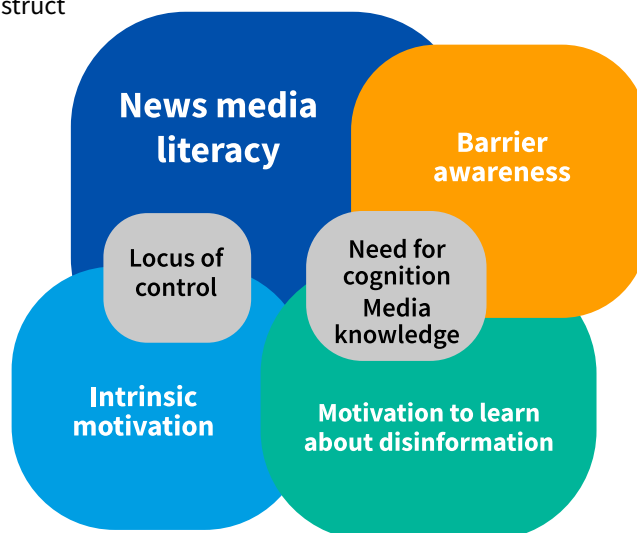 struct
News media
literacy
Barrier
awareness
Locus of
control
Need for
cognition
Media
knowledge
Intrinsic
motivation
Motivation to learn
about disinformation